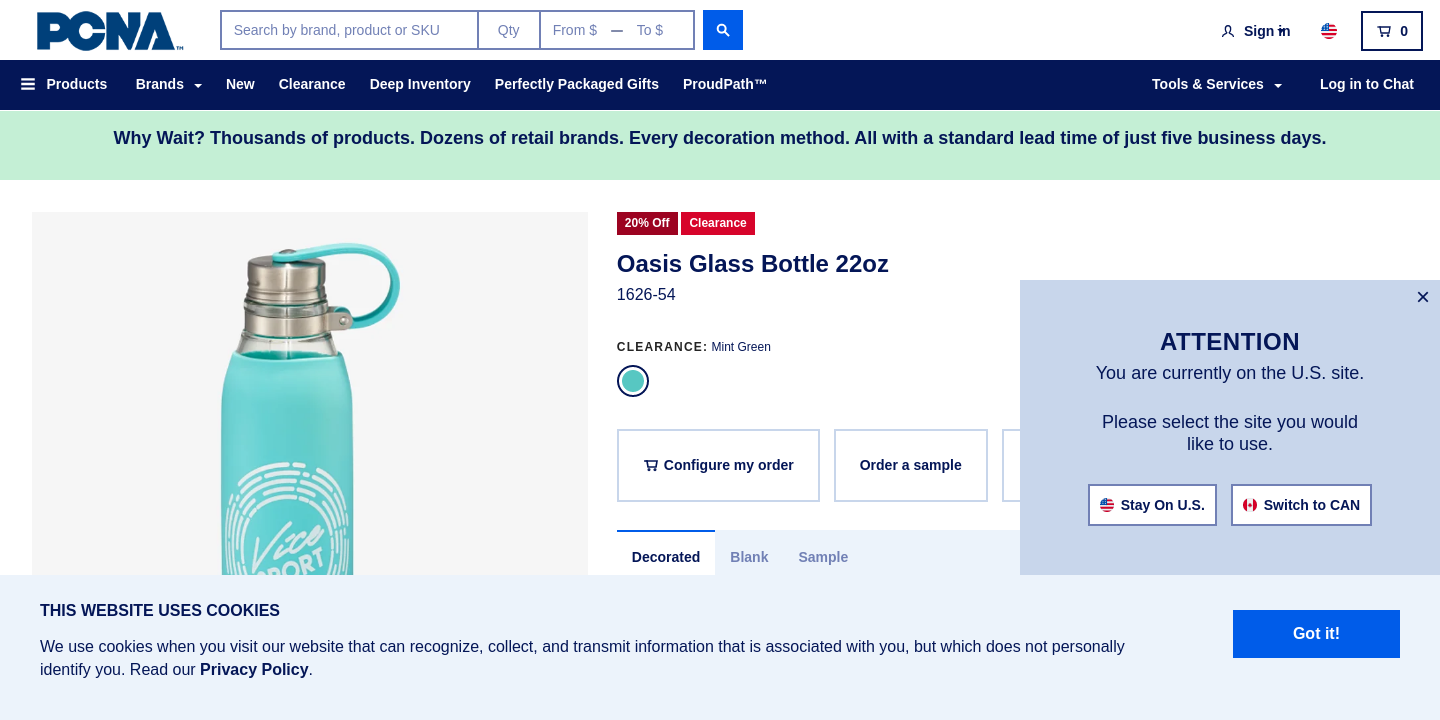 PCNA™
Search by brand, product or SKU
Qty
From $ — To $
Sign in
0
Products
Brands
New
Clearance
Deep Inventory
Perfectly Packaged Gifts
ProudPath™
Tools & Services
Log in to Chat
Why Wait? Thousands of products. Dozens of retail brands. Every decoration method. All with a standard lead time of just five business days.
20% Off
Clearance
Oasis Glass Bottle 22oz
1626-54
CLEARANCE: Mint Green
Configure my order
Order a sample
Decorated
Blank
Sample
Vice
SPORT
×
ATTENTION
You are currently on the U.S. site.
Please select the site you would
like to use.
Stay On U.S.
Switch to CAN
THIS WEBSITE USES COOKIES
We use cookies when you visit our website that can recognize, collect, and transmit information that is associated with you, but which does not personally
identify you. Read our Privacy Policy.
Got it!